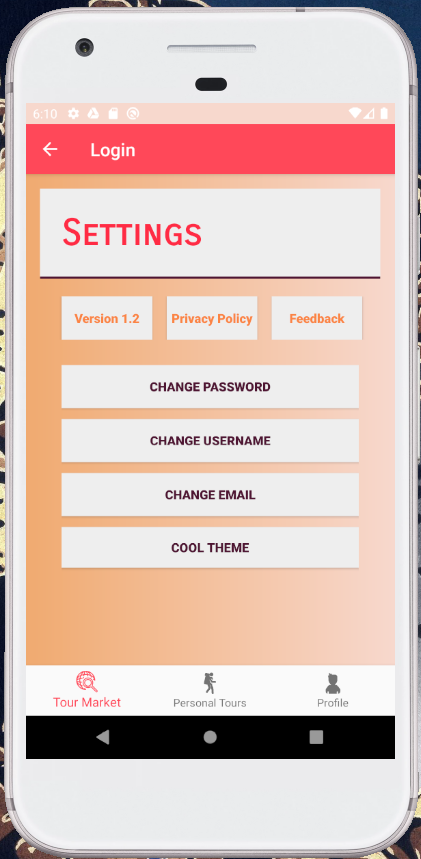 6:10
Login
SETTINGS
Version 1.2 Privacy Policy Feedback
CHANGE PASSWORD
CHANGE USERNAME
CHANGE EMAIL
COOL THEME
Tour Market Personal Tours Profile